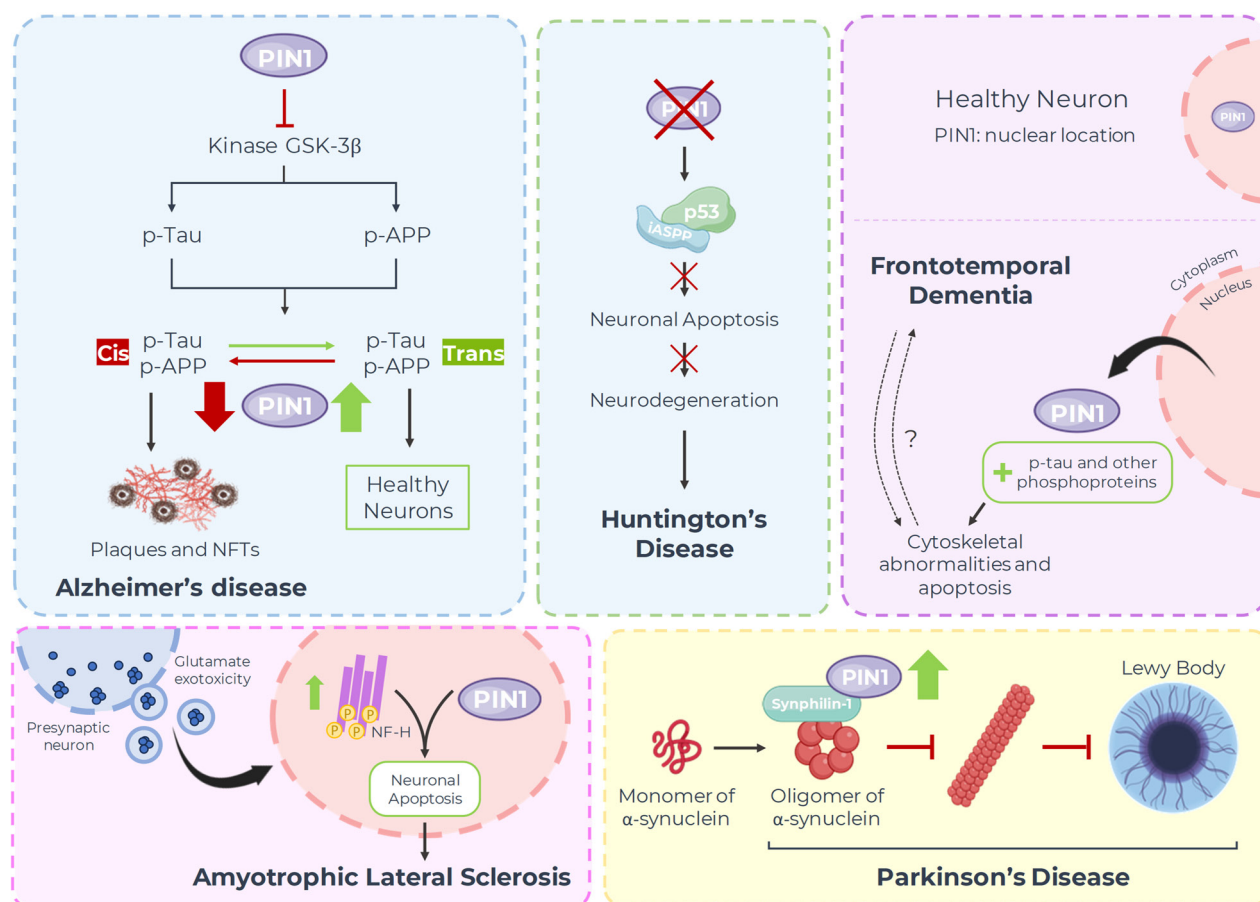 PIN1
Kinase GSK-3β
p-Tau
p-APP
Cis
p-Tau
p-APP
p-Tau
p-APP
Trans
PIN1
Healthy
Neurons
Plaques and NFTs
Alzheimer's disease
PIN1
p53
iASPP
Neuronal Apoptosis
Neurodegeneration
Huntington's
Disease
Healthy Neuron
PIN1: nuclear location
PIN1
Frontotemporal
Dementia
Cytoplasm
Nucleus
PIN1
?
+
p-tau and other
phosphoproteins
Cytoskeletal
abnormalities and
apoptosis
Glutamate
exotoxicity
Presynaptic
neuron
P
P
P
P
NF-H
PIN1
Neuronal
Apoptosis
Amyotrophic Lateral Sclerosis
PIN1
Synphilin-1
Lewy Body
Monomer of
α-synuclein
Oligomer of
α-synuclein
Parkinson's Disease